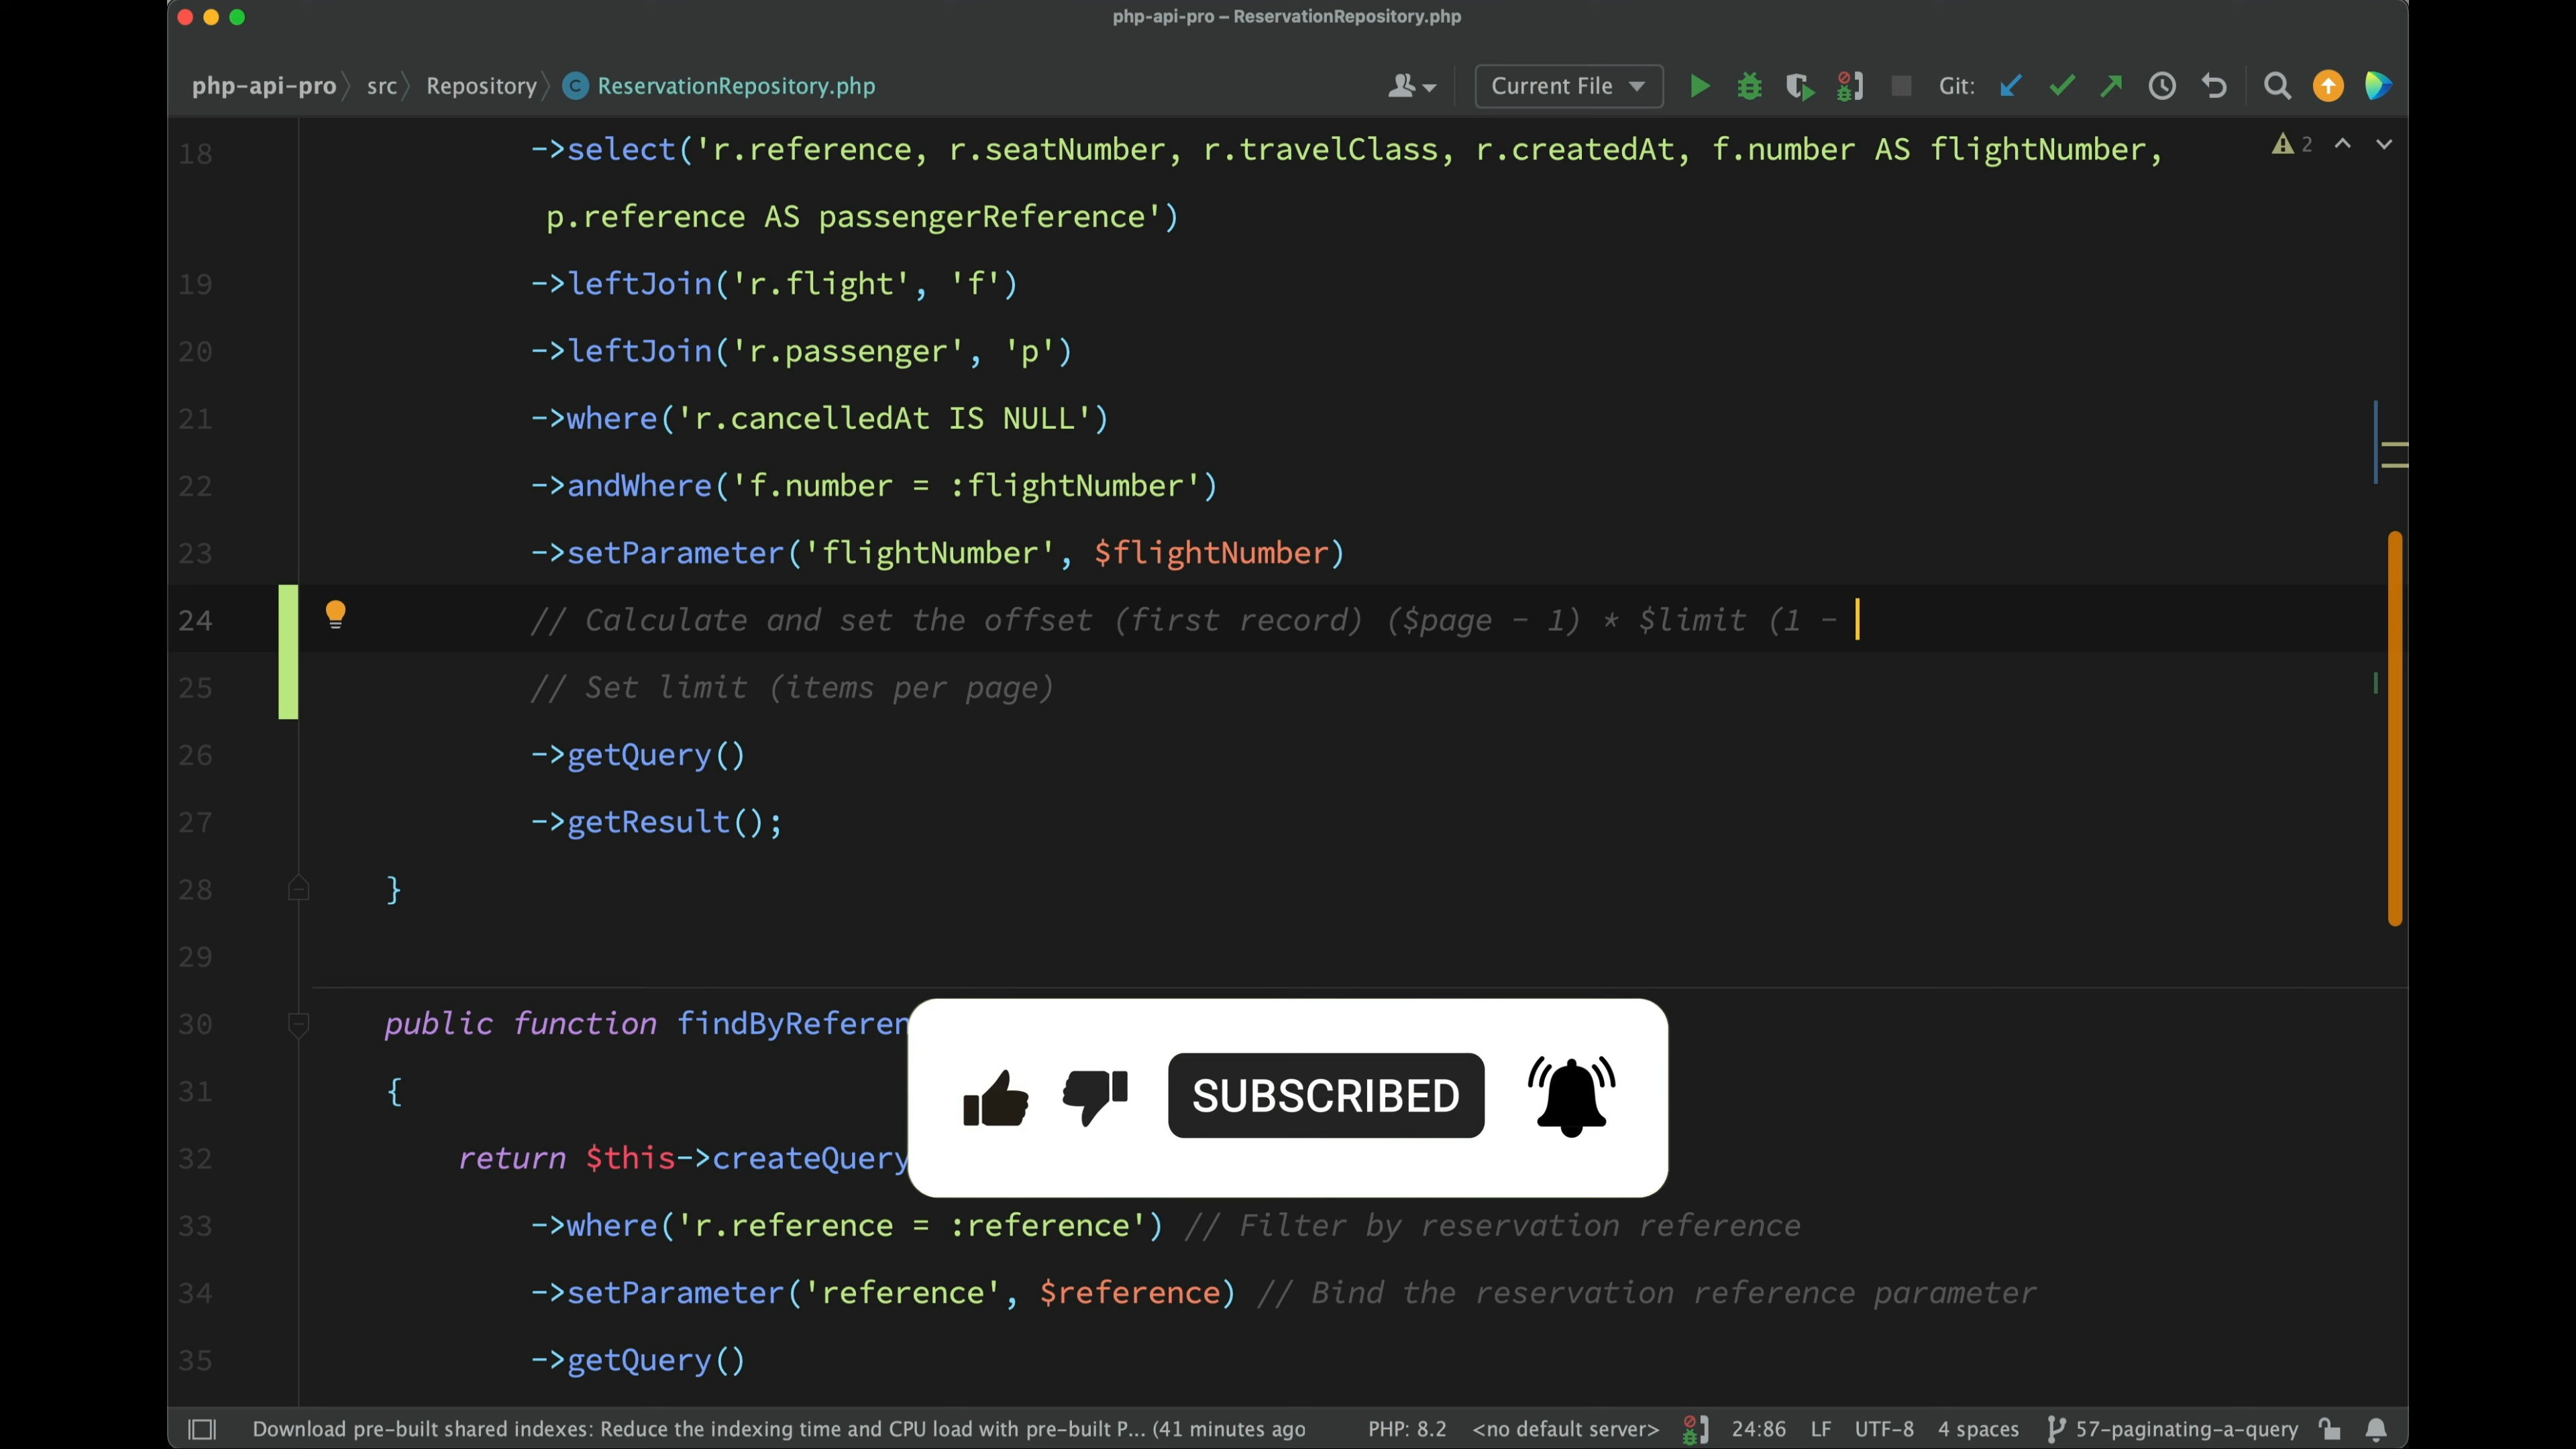 php-api-pro – ReservationRepository.php
php-api-pro src Repository C ReservationRepository.php Current File Git:
18 ->select('r.reference, r.seatNumber, r.travelClass, r.createdAt, f.number AS flightNumber, 2
p.reference AS passengerReference')
19 ->leftJoin('r.flight', 'f')
20 ->leftJoin('r.passenger', 'p')
21 ->where('r.cancelledAt IS NULL')
22 ->andWhere('f.number = :flightNumber')
23 ->setParameter('flightNumber', $flightNumber)
24 // Calculate and set the offset (first record) ($page - 1) * $limit (1 -
25 // Set limit (items per page)
26 ->getQuery()
27 ->getResult();
28 }
29
30 public function findByReferen
31 {
32 return $this->createQuery
SUBSCRIBED
33 ->where('r.reference = :reference') // Filter by reservation reference
34 ->setParameter('reference', $reference) // Bind the reservation reference parameter
35 ->getQuery()
Download pre-built shared indexes: Reduce the indexing time and CPU load with pre-built P... (41 minutes ago PHP: 8.2 <no default server> 24:86 LF UTF-8 4 spaces 57-paginating-a-query